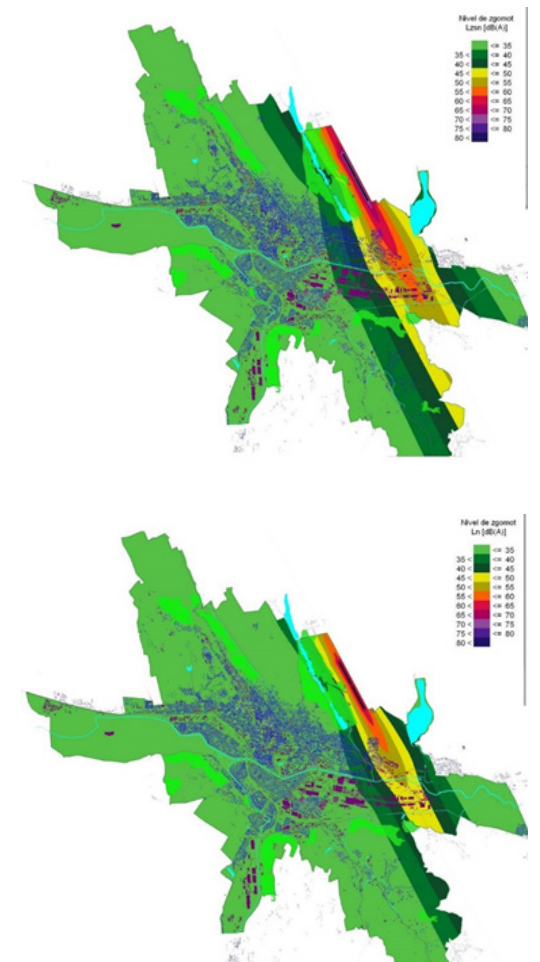 Nivel de zgomot
Lzsn [dB(A)]
<= 35
35 < <= 40
40 < <= 45
45 < <= 50
50 < <= 55
55 < <= 60
60 < <= 65
65 < <= 70
70 < <= 75
75 < <= 80
80 <
Nivel de zgomot
Ln [dB(A)]
<= 35
35 < <= 40
40 < <= 45
45 < <= 50
50 < <= 55
55 < <= 60
60 < <= 65
65 < <= 70
70 < <= 75
75 < <= 80
80 <